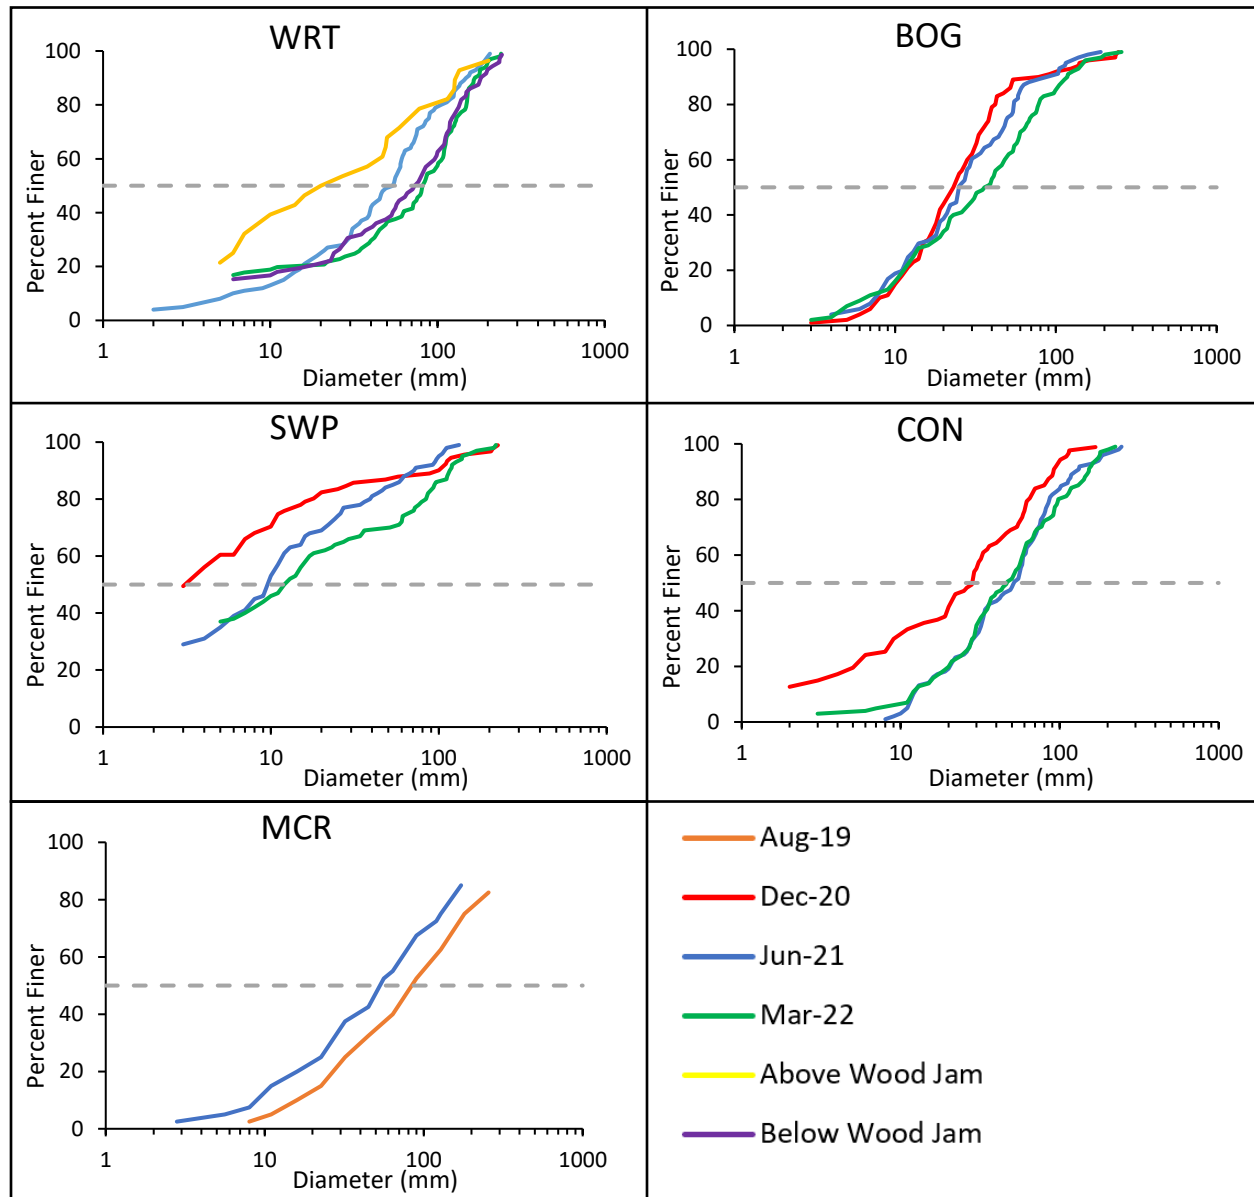 WRT
100
80
60
40
20
0
Percent Finer
1 10 100 1000
Diameter (mm)
BOG
100
80
60
40
20
0
Percent Finer
1 10 100 1000
Diameter (mm)
SWP
100
80
60
40
20
0
Percent Finer
1 10 100 1000
Diameter (mm)
CON
100
80
60
40
20
0
Percent Finer
1 10 100 1000
Diameter (mm)
MCR
100
80
60
40
20
0
Percent Finer
1 10 100 1000
Diameter (mm)
Aug-19
Dec-20
Jun-21
Mar-22
Above Wood Jam
Below Wood Jam